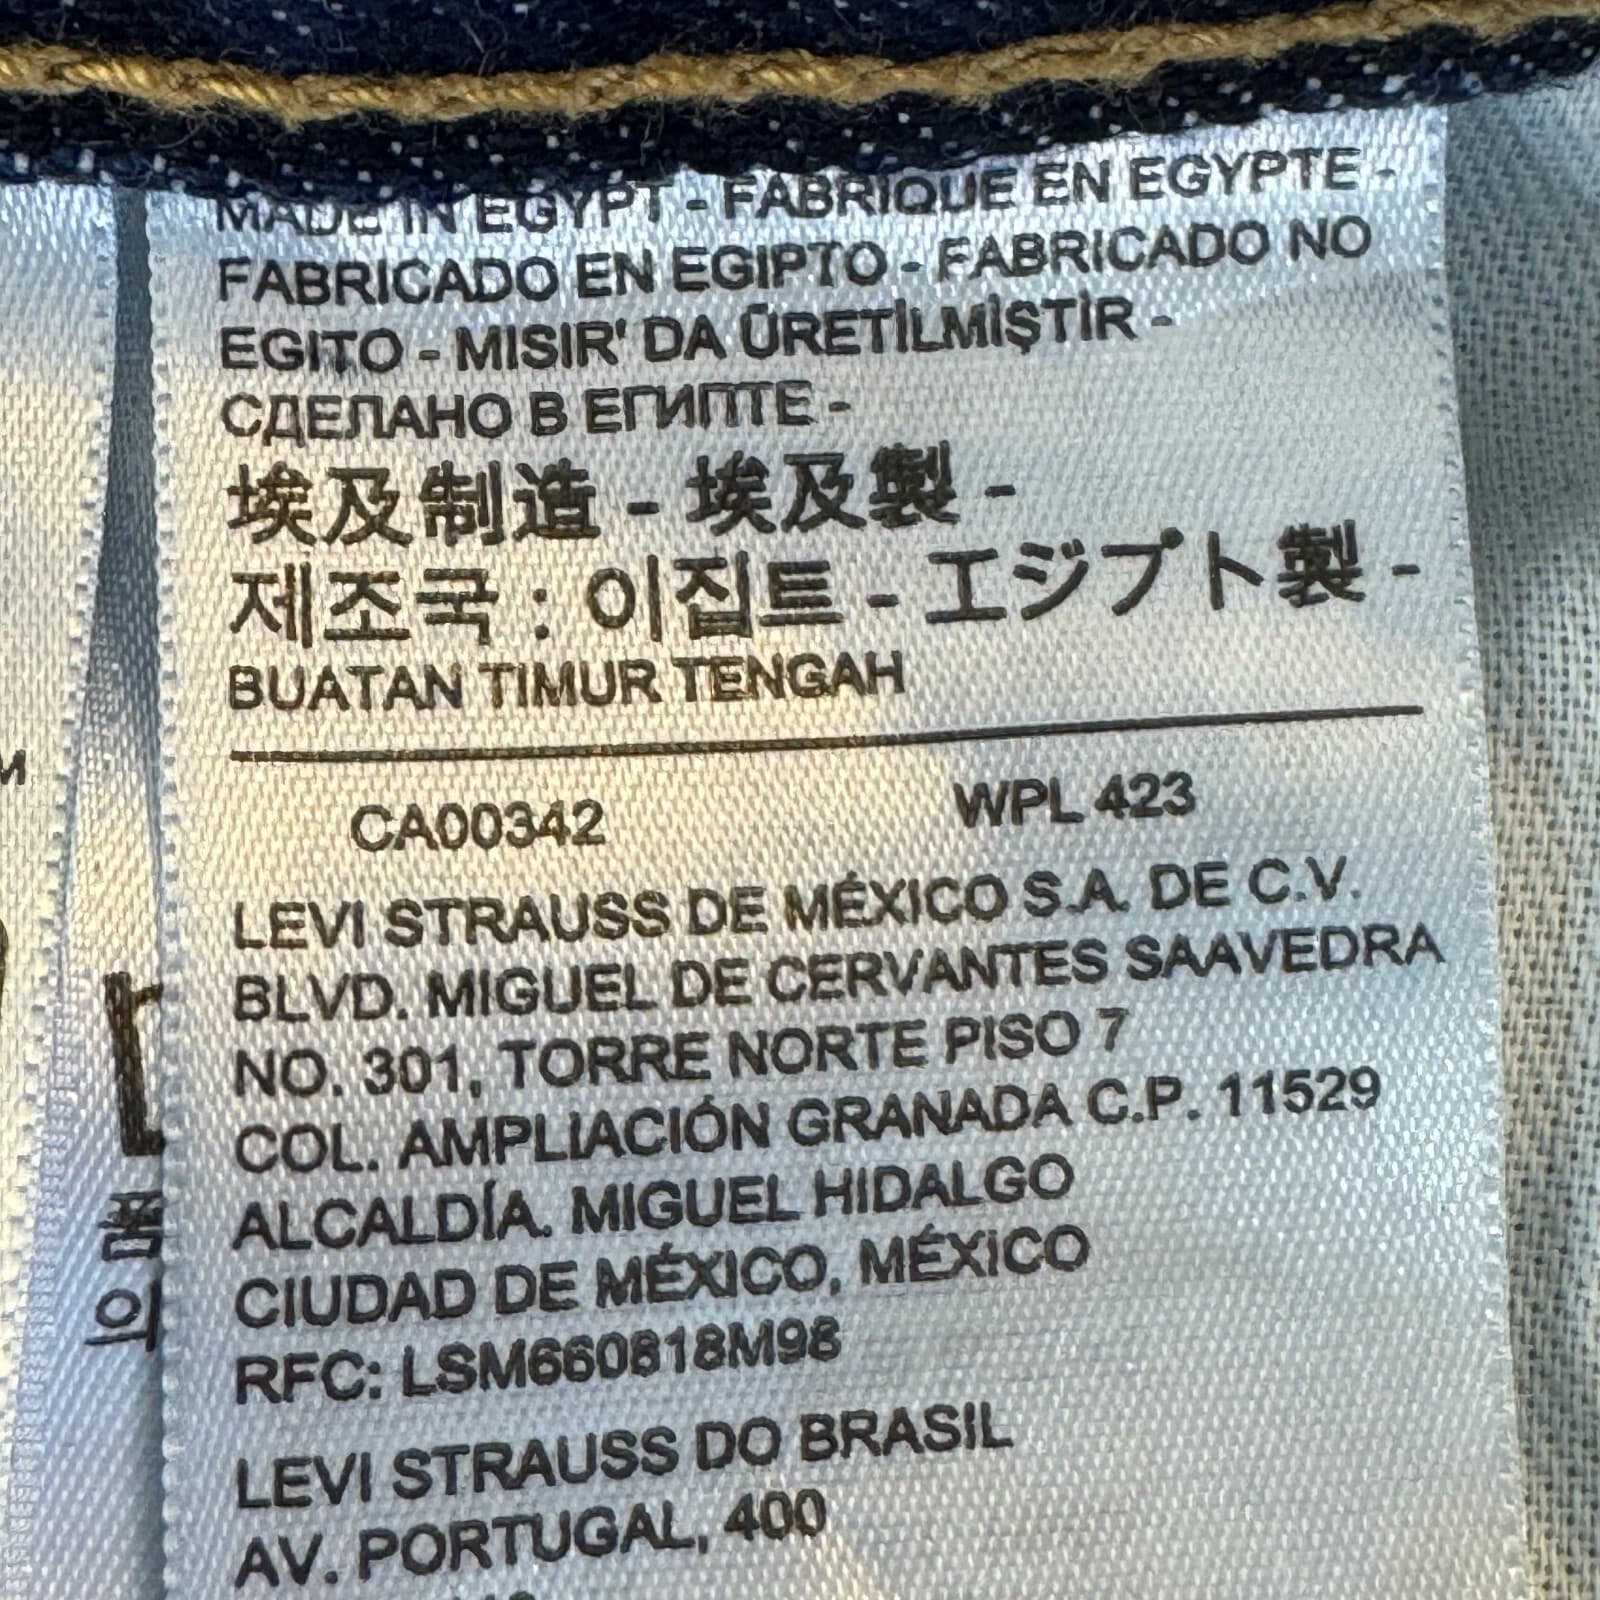 MADE IN EGYPT - FABRIQUE EN EGYPTE -
FABRICADO EN EGIPTO - FABRICADO NO
EGITO - MISIR' DA ÜRETİLMİŞTİR -
СДЕЛАНО В ЕГИПТЕ -
埃及制造 - 埃及製 -
제조국 : 이집트 - エジプト製 -
BUATAN TIMUR TENGAH
CA00342 WPL 423
LEVI STRAUSS DE MÉXICO S.A. DE C.V.
BLVD. MIGUEL DE CERVANTES SAAVEDRA
NO. 301, TORRE NORTE PISO 7
COL. AMPLIACIÓN GRANADA C.P. 11529
ALCALDÍA. MIGUEL HIDALGO
CIUDAD DE MÉXICO, MÉXICO
RFC: LSM660818M98
LEVI STRAUSS DO BRASIL
AV. PORTUGAL, 400